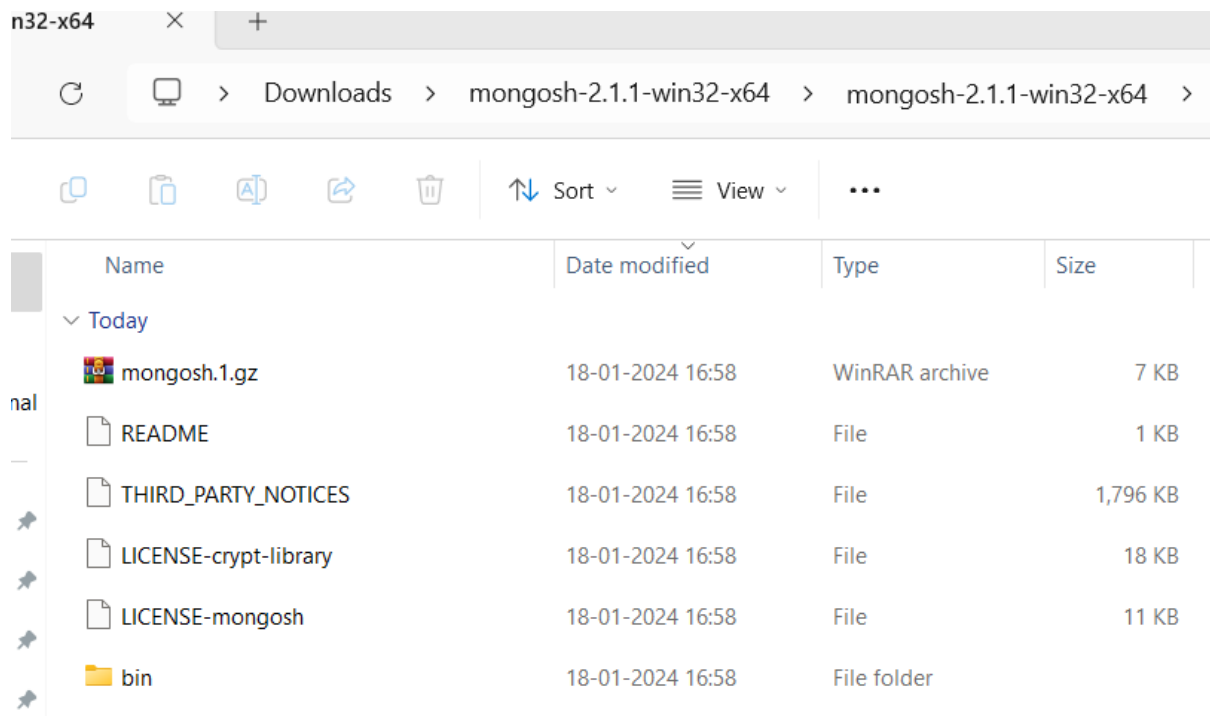 n32-x64
Downloads > mongosh-2.1.1-win32-x64 > mongosh-2.1.1-win32-x64 >
Sort View
Name Date modified Type Size
Today
mongosh.1.gz 18-01-2024 16:58 WinRAR archive 7 KB
nal
README 18-01-2024 16:58 File 1 KB
THIRD_PARTY_NOTICES 18-01-2024 16:58 File 1,796 KB
LICENSE-crypt-library 18-01-2024 16:58 File 18 KB
LICENSE-mongosh 18-01-2024 16:58 File 11 KB
bin 18-01-2024 16:58 File folder